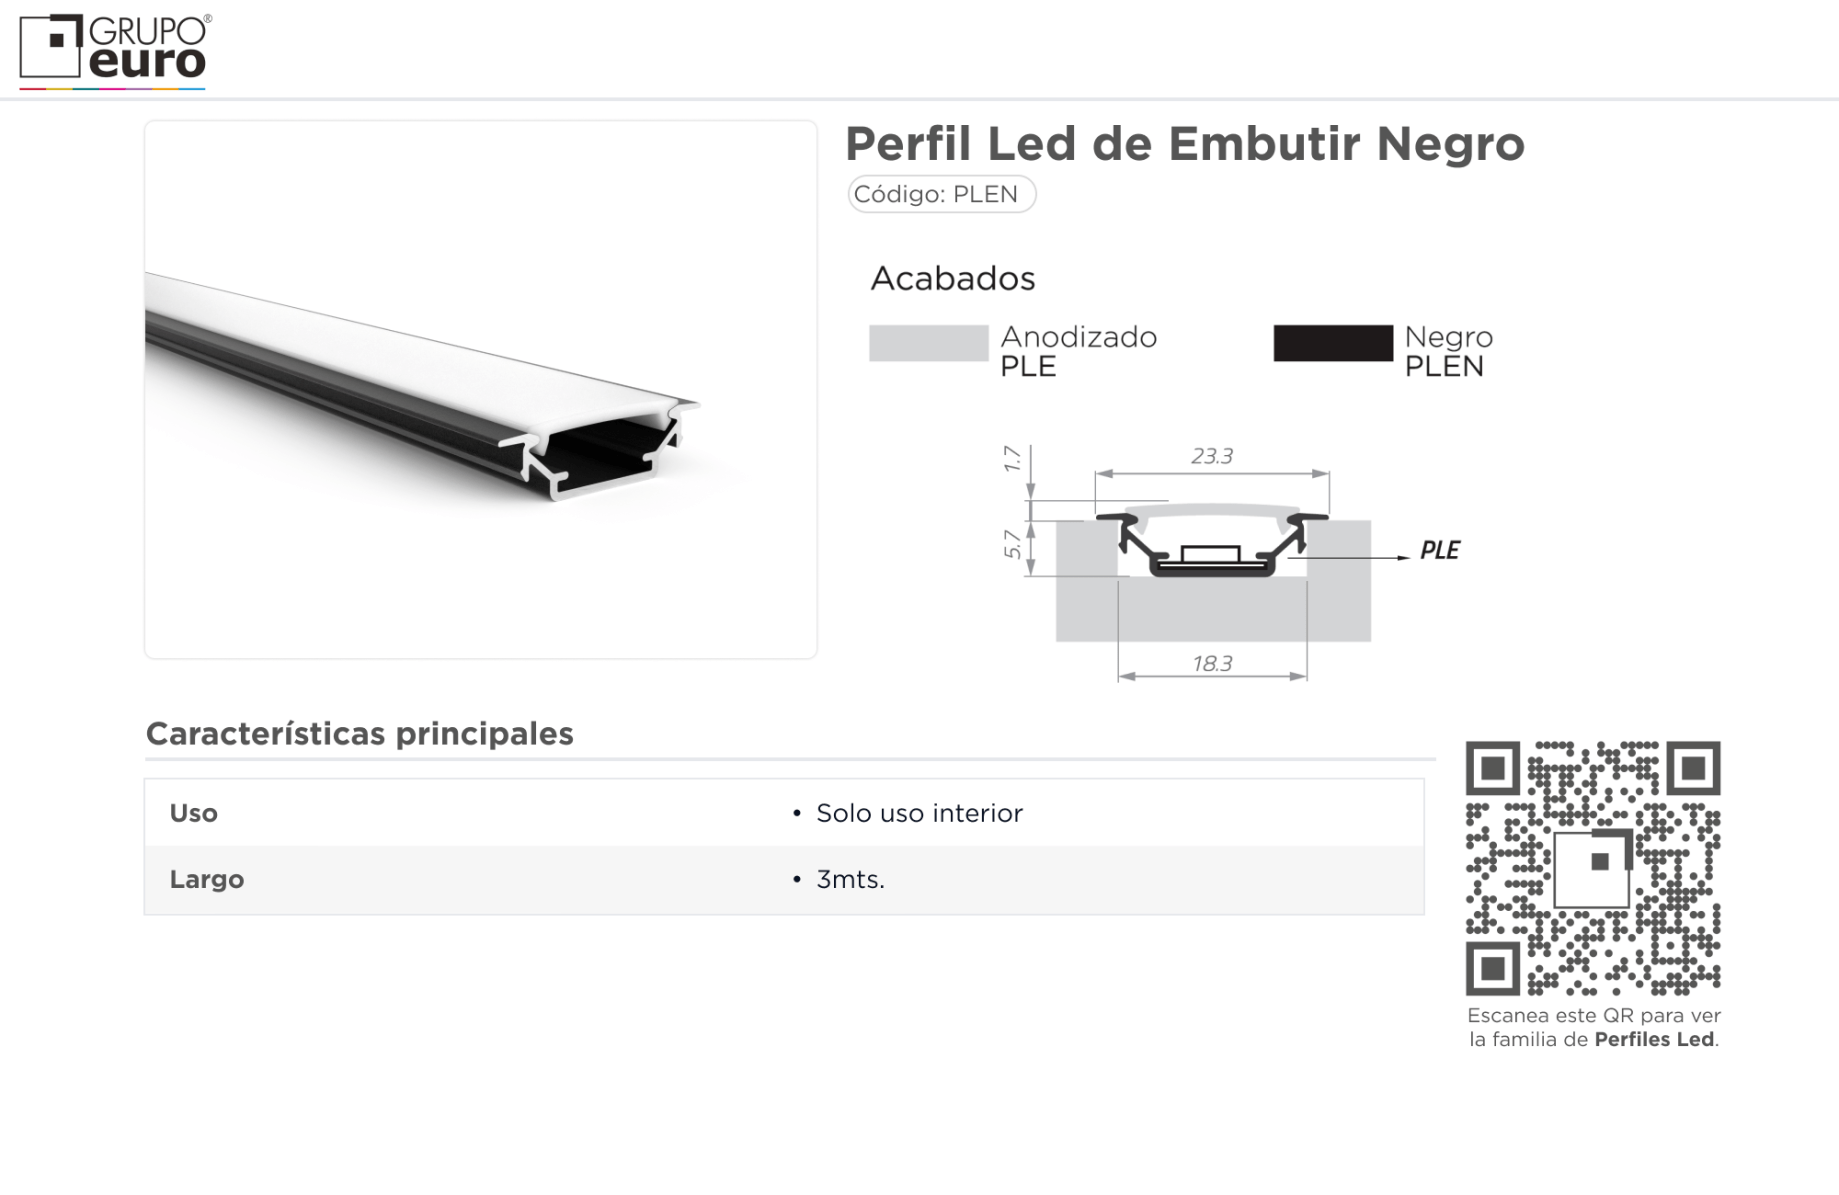 GRUPO®
euro
Perfil Led de Embutir Negro
Código: PLEN
Acabados
Anodizado
PLE
Negro
PLEN
1.7
23.3
5.7
PLE
18.3
Características principales
Uso
• Solo uso interior
Largo
• 3mts.
Escanea este QR para ver
la familia de Perfiles Led.